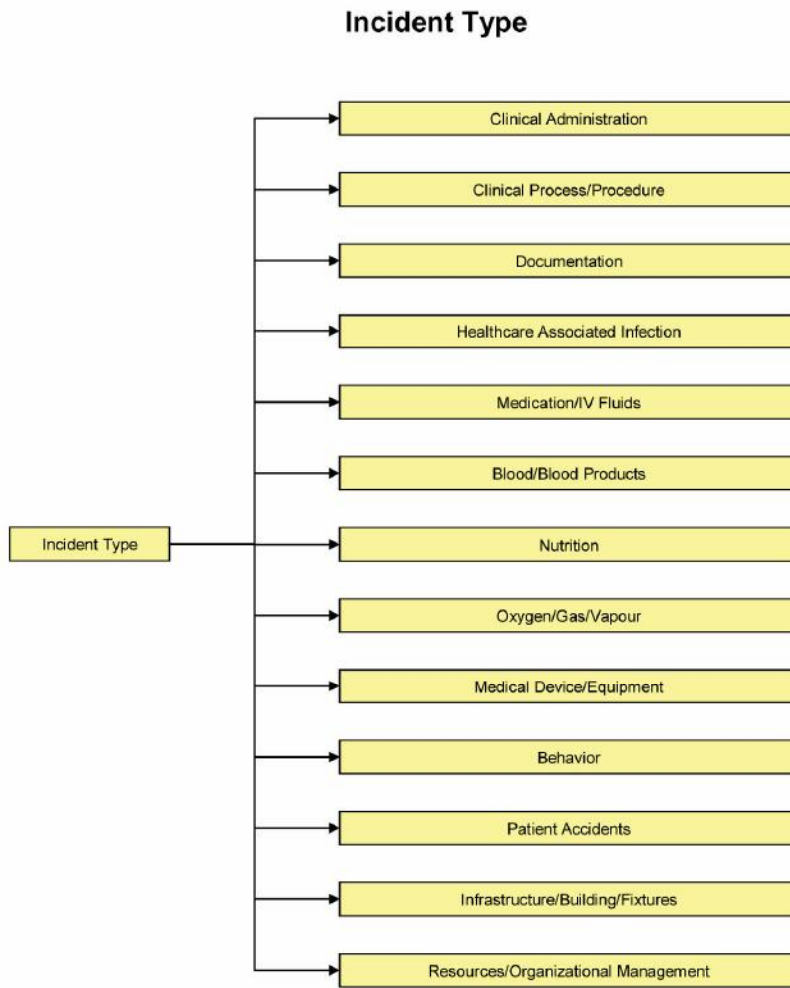 Incident Type
Clinical Administration
Clinical Process/Procedure
Documentation
Healthcare Associated Infection
Medication/IV Fluids
Blood/Blood Products
Incident Type
Nutrition
Oxygen/Gas/Vapour
Medical Device/Equipment
Behavior
Patient Accidents
Infrastructure/Building/Fixtures
Resources/Organizational Management